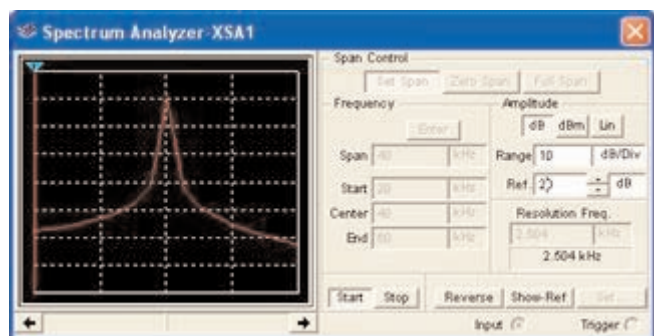 Spectrum Analyzer-XSA1
Span Control
Set Span Zero Span Full Span
Frequency
Enter
Span 40 kHz
Start 20 kHz
Center 40 kHz
End 60 kHz
Amplitude
dB dBm Lin
Range 10 dB/Div
Ref. dB
Resolution Freq.
2.504 kHz
2.504 kHz
Start Stop Reverse Show-Ref Set...
Input Trigger